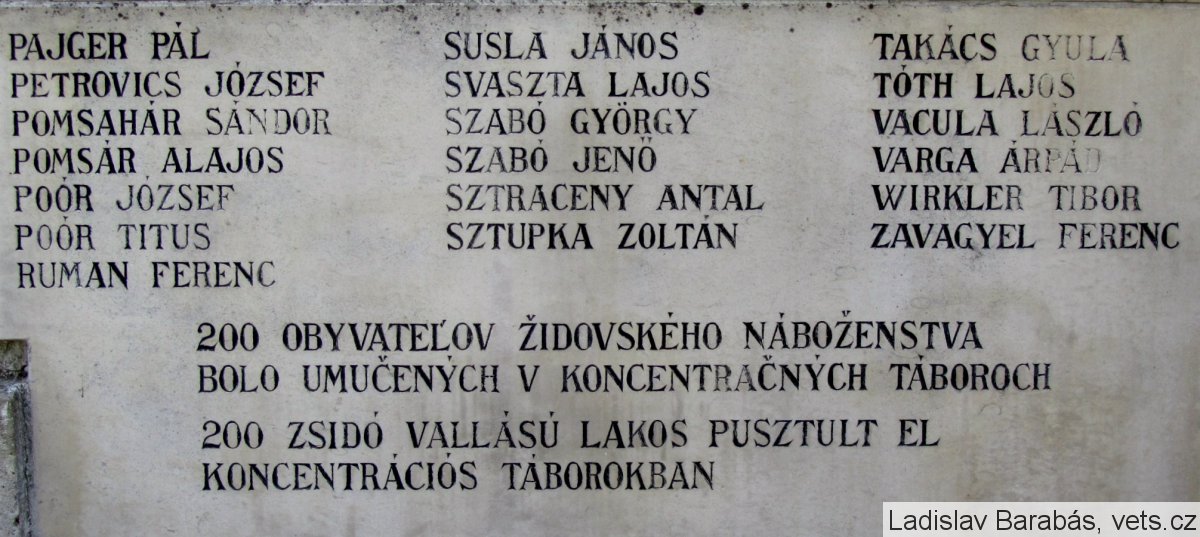 PAJGER PÁL
PETROVICS JÓZSEF
POMSAHÁR SÁNDOR
POMSÁR ALAJOS
POÓR JÓZSEF
POÓR TITUS
RUMAN FERENC
SUSLA JÁNOS
SVASZTA LAJOS
SZABÓ GYÖRGY
SZABÓ JENŐ
SZTRACENY ANTAL
SZTUPKA ZOLTÁN
TAKÁCS GYULA
TÓTH LAJOS
VACULA LÁSZLÓ
VARGA ÁRPÁD
WIRKLER TIBOR
ZAVAGYEL FERENC
200 OBYVATEĽOV ŽIDOVSKÉHO NÁBOŽENSTVA
BOLO UMUČENÝCH V KONCENTRAČNÝCH TÁBOROCH
200 ZSIDÓ VALLÁSÚ LAKOS PUSZTULT EL
KONCENTRÁCIÓS TÁBOROKBAN
Ladislav Barabás, vets.cz